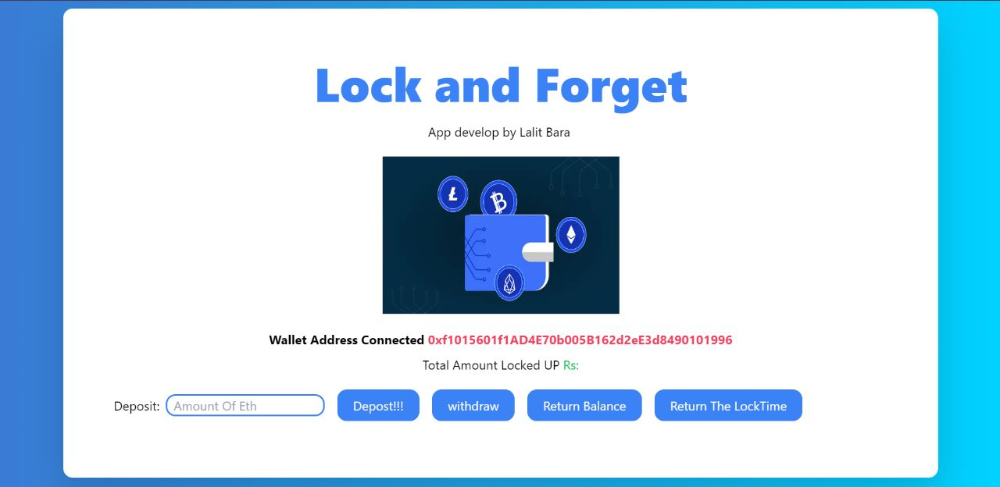 Lock and Forget
App develop by Lalit Bara
Wallet Address Connected 0xf1015601f1AD4E70b005B162d2eE3d8490101996
Total Amount Locked UP Rs:
Deposit: Amount Of Eth Depost!!! withdraw Return Balance Return The LockTime